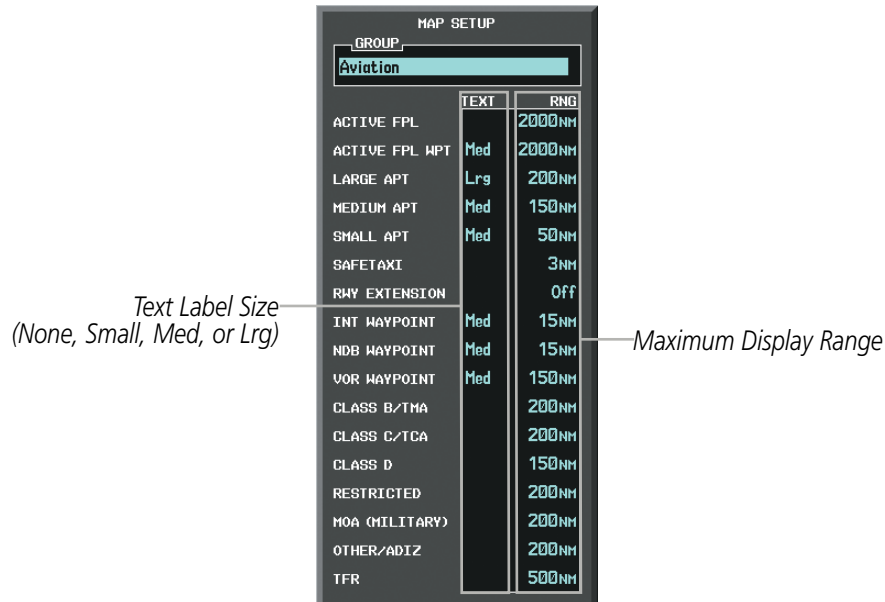 MAP SETUP
GROUP
Aviation
TEXT RNG
ACTIVE FPL 2000NM
ACTIVE FPL WPT Med 2000NM
LARGE APT Lrg 200NM
MEDIUM APT Med 150NM
SMALL APT Med 50NM
SAFETAXI 3NM
RWY EXTENSION Off
INT WAYPOINT Med 15NM
NDB WAYPOINT Med 15NM
VOR WAYPOINT Med 150NM
CLASS B/TMA 200NM
CLASS C/TCA 200NM
CLASS D 150NM
RESTRICTED 200NM
MOA (MILITARY) 200NM
OTHER/ADIZ 200NM
TFR 500NM
Text Label Size
(None, Small, Med, or Lrg)
Maximum Display Range